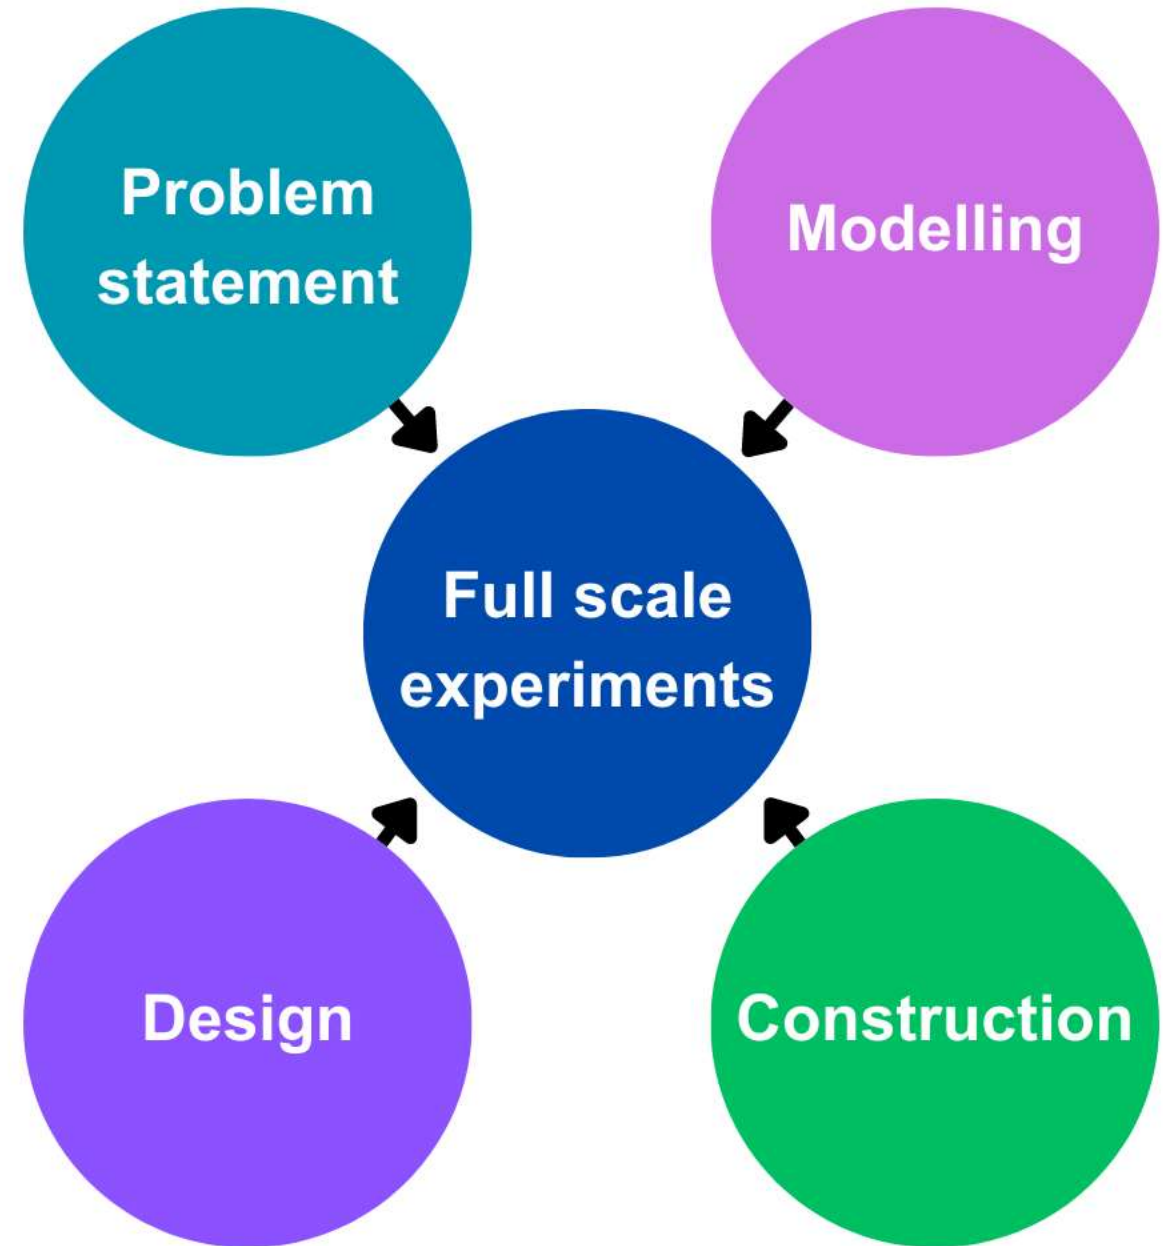 Problem
statement
Modelling
Full scale
experiments
Design
Construction